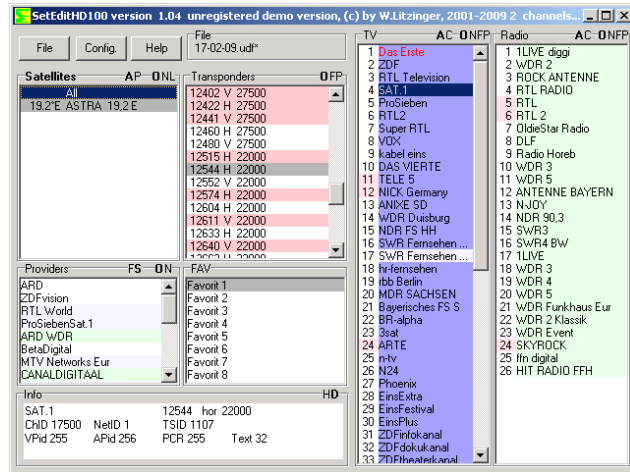 SetEditHD100 version 1.04 unregistered demo version, (c) by W.Litzinger, 2001-2009 2 channels...
File
Config.
Help
File
17-02-09.udf*
Satellites AP ONL
All
19.2°E ASTRA 19,2 E
Transponders OFP
12402 V 27500
12422 H 27500
12441 V 27500
12460 H 27500
12480 V 27500
12515 H 22000
12544 H 22000
12552 V 22000
12574 H 22000
12604 H 22000
12611 V 22000
12633 H 22000
12640 V 22000
12663 H 22000
Providers FS ON
ARD
ZDFvision
RTL World
ProSiebenSat.1
ARD WDR
BetaDigital
MTV Networks Eur
CANALDIGITAAL
FAV
Favorit 1
Favorit 2
Favorit 3
Favorit 4
Favorit 5
Favorit 6
Favorit 7
Favorit 8
Info HD
SAT.1 12544 hor 22000
ChID 17500 NetID 1 TSID 1107
VPid 255 APid 256 PCR 255 Text 32
TV AC ONFP
1 Das Erste
2 ZDF
3 RTL Television
4 SAT.1
5 ProSieben
6 RTL2
7 Super RTL
8 VOX
9 kabel eins
10 DAS VIERTE
11 TELE 5
12 NICK Germany
13 ANIXE SD
14 WDR Duisburg
15 NDR FS HH
16 SWR Fernsehen ...
17 SWR Fernsehen ...
18 hr-fernsehen
19 rbb Berlin
20 MDR SACHSEN
21 Bayerisches FS S
22 BR-alpha
23 3sat
24 ARTE
25 n-tv
26 N24
27 Phoenix
28 EinsExtra
29 EinsFestival
30 EinsPlus
31 ZDFinfokanal
32 ZDFdokukanal
33 ZDFtheaterkanal
Radio AC ONFP
1 1LIVE diggi
2 WDR 2
3 ROCK ANTENNE
4 RTL RADIO
5 RTL
6 RTL 2
7 OldieStar Radio
8 DLF
9 Radio Horeb
10 WDR 3
11 WDR 5
12 ANTENNE BAYERN
13 N-JOY
14 NDR 90,3
15 SWR3
16 SWR4 BW
17 1LIVE
18 WDR 3
19 WDR 4
20 WDR 5
21 WDR Funkhaus Eur
22 WDR 2 Klassik
23 WDR Event
24 SKYROCK
25 ffn digital
26 HIT RADIO FFH